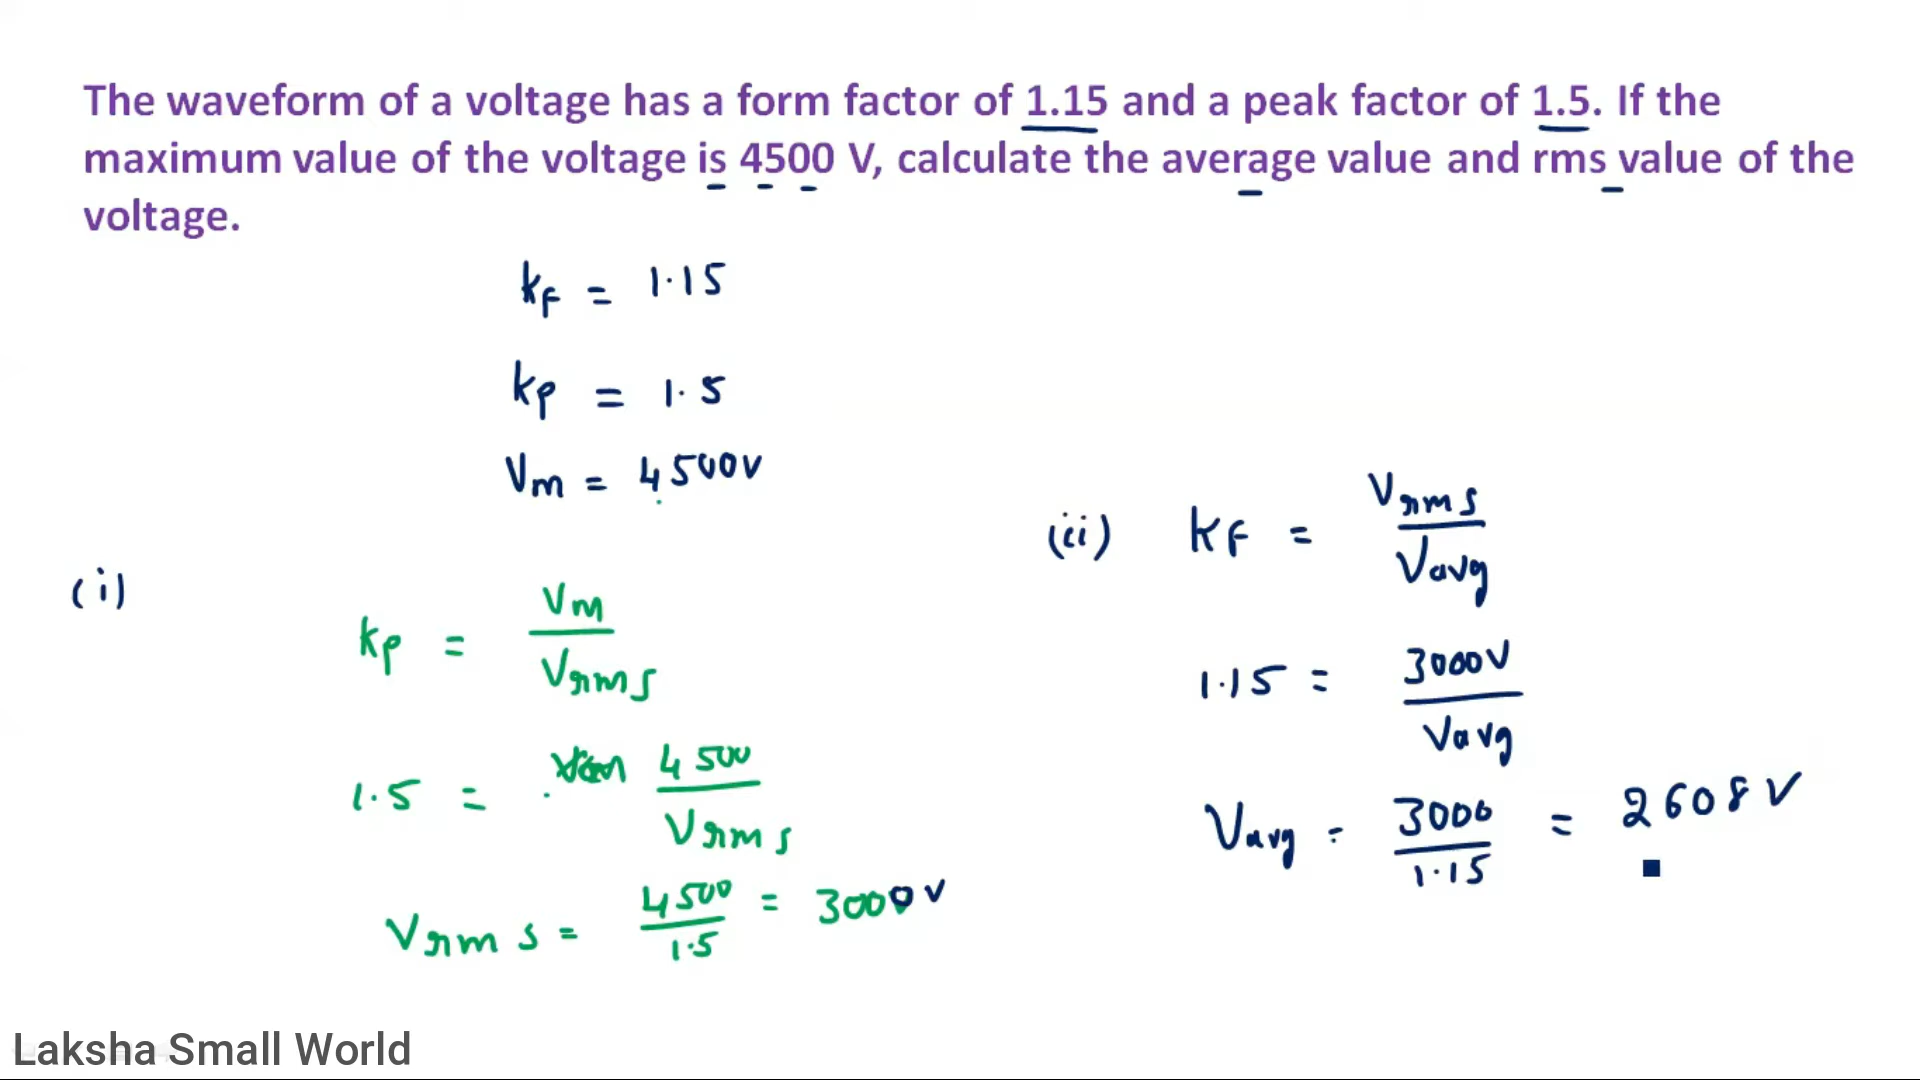 The waveform of a voltage has a form factor of 1.15 and a peak factor of 1.5. If the
maximum value of the voltage is 4500 V, calculate the average value and rms value of the
voltage.
kF = 1.15
kp = 1.5
Vm = 4500V
(i)
kp = Vm / Vrms
1.5 = 4500 / Vrms
Vrms = 4500 / 1.5 = 3000V
(ii) KF = Vrms / Vavg
1.15 = 3000V / Vavg
Vavg = 3000 / 1.15 = 2608V
Laksha Small World